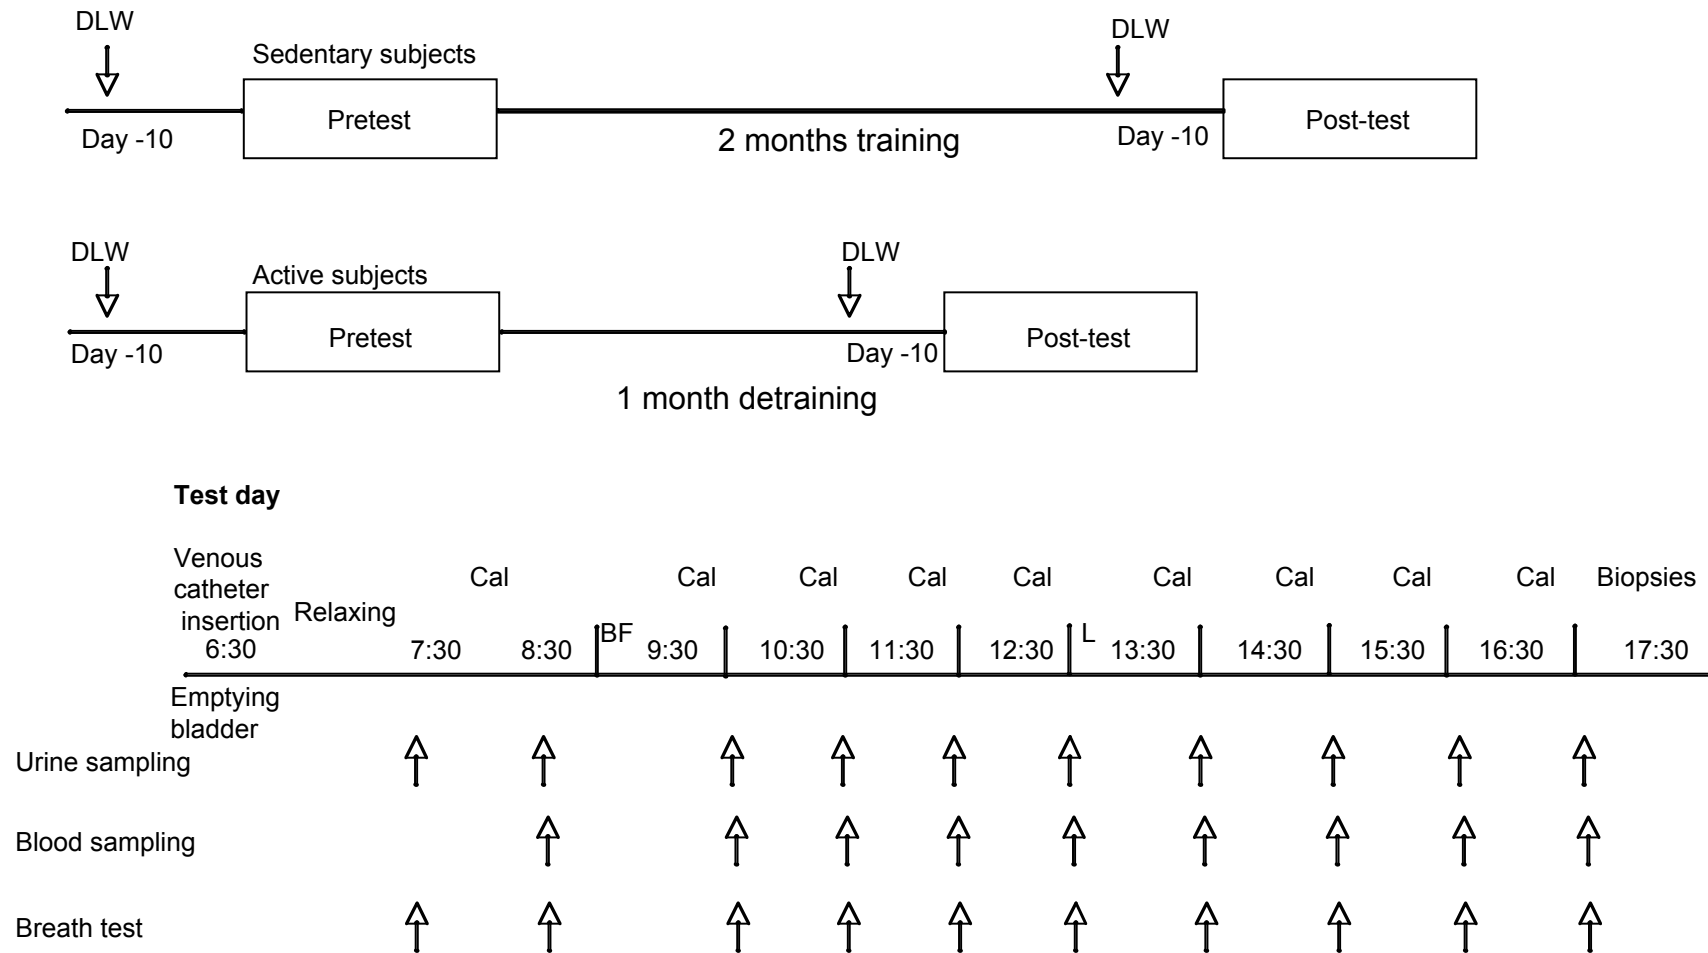 DLW
DLW
Sedentary subjects
Pretest
Post-test
Day -10
2 months training
Day -10
DLW
DLW
Active subjects
Pretest
Post-test
Day -10
Day -10
1 month detraining
Test day
Venous
catheter
insertion
Relaxing
Cal Cal Cal Cal Cal Cal Cal Cal Cal Biopsies
BF L
6:30 7:30 8:30 9:30 10:30 11:30 12:30 13:30 14:30 15:30 16:30 17:30
Emptying
bladder
Urine sampling
Blood sampling
Breath test